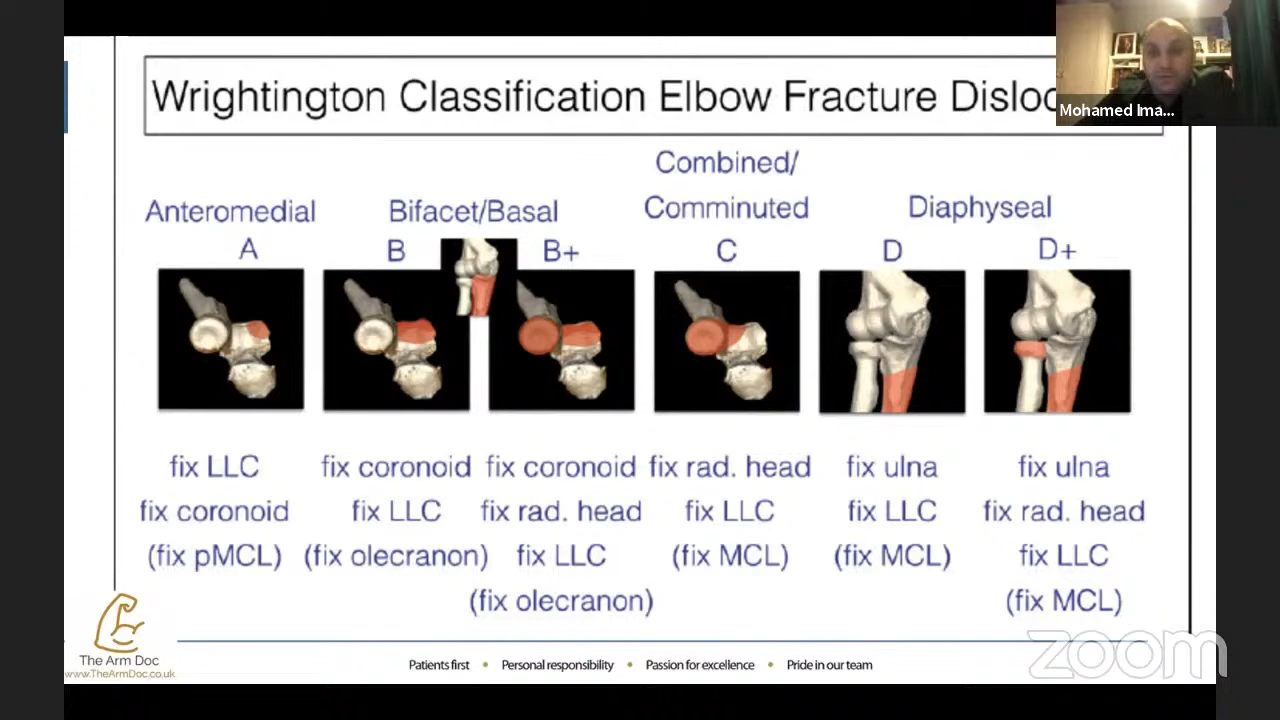 Wrightington Classification Elbow Fracture Disloc
Mohamed Ima...
Combined/
Anteromedial Bifacet/Basal Comminuted Diaphyseal
A B B+ C D D+
fix LLC fix coronoid fix coronoid fix rad. head fix ulna fix ulna
fix coronoid fix LLC fix rad. head fix LLC fix LLC fix rad. head
(fix pMCL) (fix olecranon) fix LLC (fix MCL) (fix MCL) fix LLC
(fix olecranon) (fix MCL)
The Arm Doc
www.TheArmDoc.co.uk
Patients first • Personal responsibility • Passion for excellence • Pride in our team
zoom